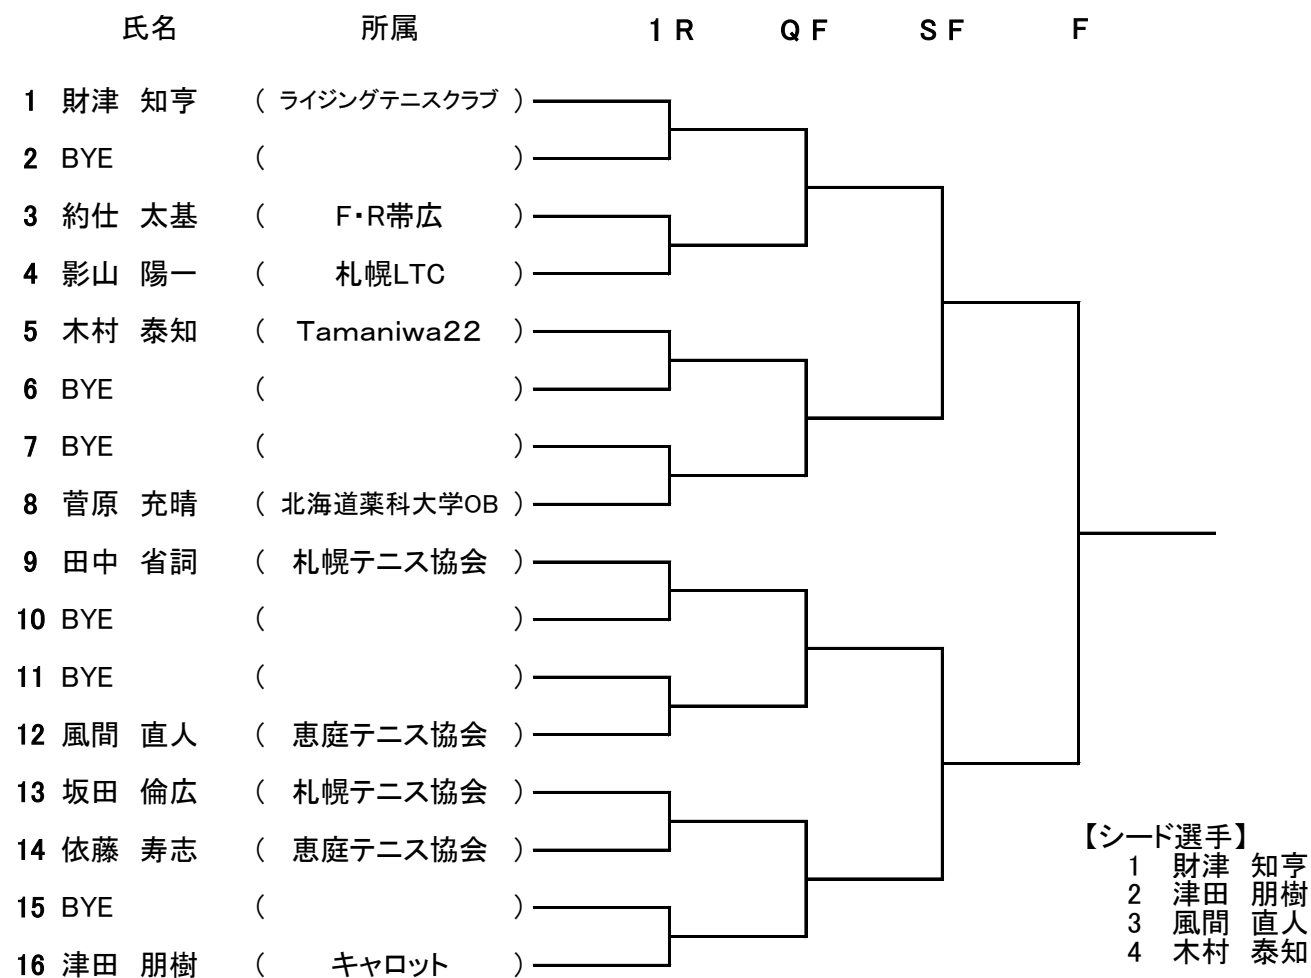 氏名 所属 1R QF SF F
1 財津 知亨 ( ライジングテニスクラブ )
2 BYE ( )
3 約仕 太基 ( F・R帯広 )
4 影山 陽一 ( 札幌LTC )
5 木村 泰知 ( Tamaniwa22 )
6 BYE ( )
7 BYE ( )
8 菅原 充晴 ( 北海道薬科大学OB )
9 田中 省詞 ( 札幌テニス協会 )
10 BYE ( )
11 BYE ( )
12 風間 直人 ( 恵庭テニス協会 )
13 坂田 倫広 ( 札幌テニス協会 )
14 依藤 寿志 ( 恵庭テニス協会 )
15 BYE ( )
16 津田 朋樹 ( キャロット )
【シード選手】
1 財津 知亨
2 津田 朋樹
3 風間 直人
4 木村 泰知